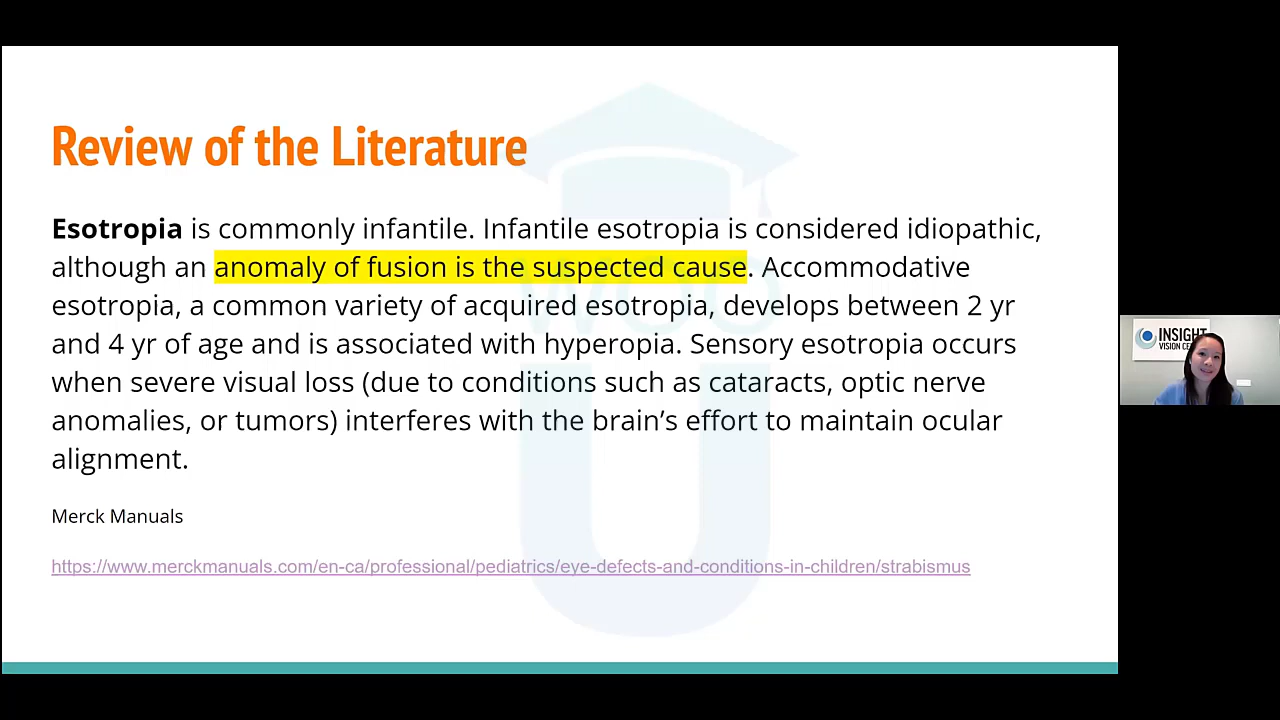 Review of the Literature
Esotropia is commonly infantile. Infantile esotropia is considered idiopathic,
although an anomaly of fusion is the suspected cause. Accommodative
esotropia, a common variety of acquired esotropia, develops between 2 yr
and 4 yr of age and is associated with hyperopia. Sensory esotropia occurs
when severe visual loss (due to conditions such as cataracts, optic nerve
anomalies, or tumors) interferes with the brain’s effort to maintain ocular
alignment.
Merck Manuals
https://www.merckmanuals.com/en-ca/professional/pediatrics/eye-defects-and-conditions-in-children/strabismus
INSIGHT
VISION